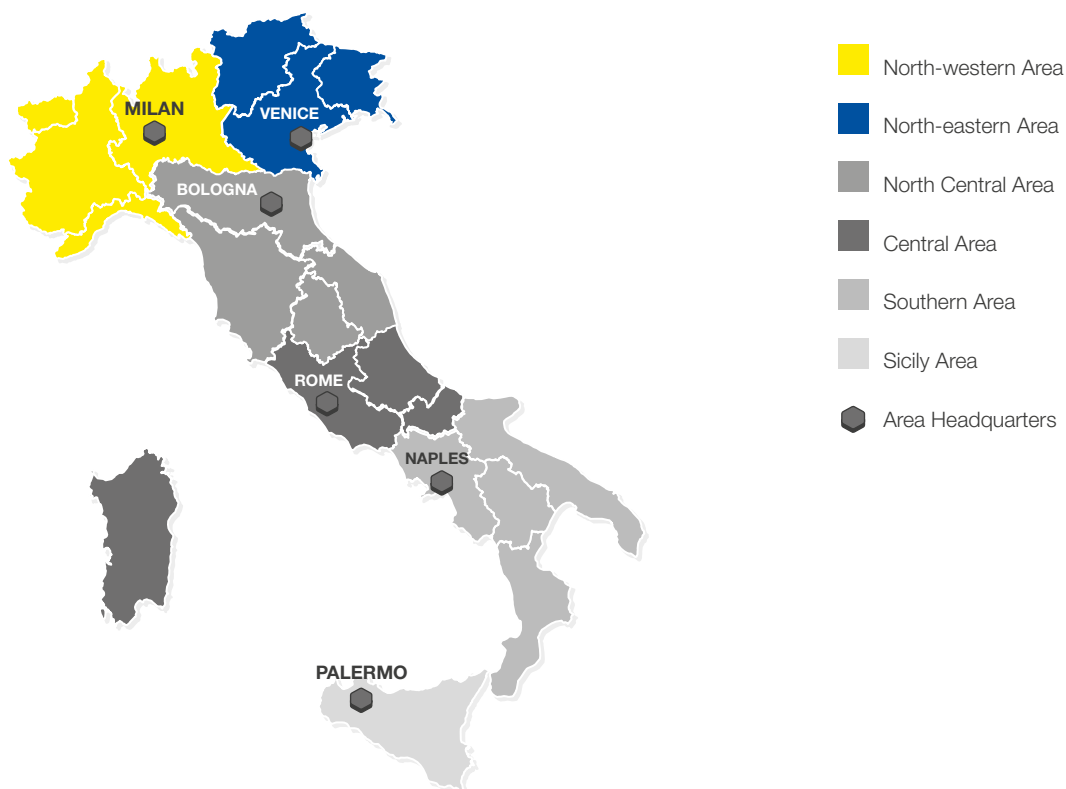 MILAN
VENICE
BOLOGNA
ROME
NAPLES
PALERMO
North-western Area
North-eastern Area
North Central Area
Central Area
Southern Area
Sicily Area
Area Headquarters